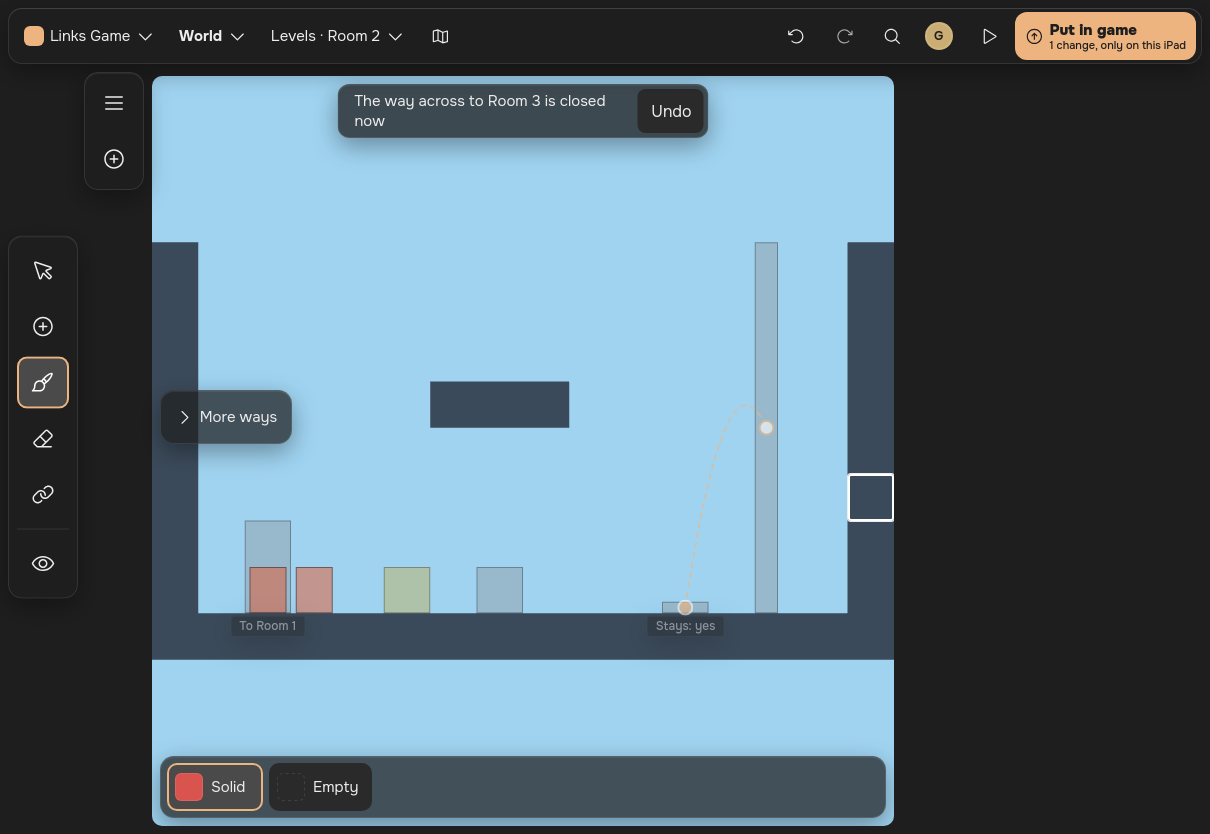 Links Game
World
Levels · Room 2
G
Put in game
1 change, only on this iPad
The way across to Room 3 is closed
now
Undo
More ways
To Room 1
Stays: yes
Solid
Empty